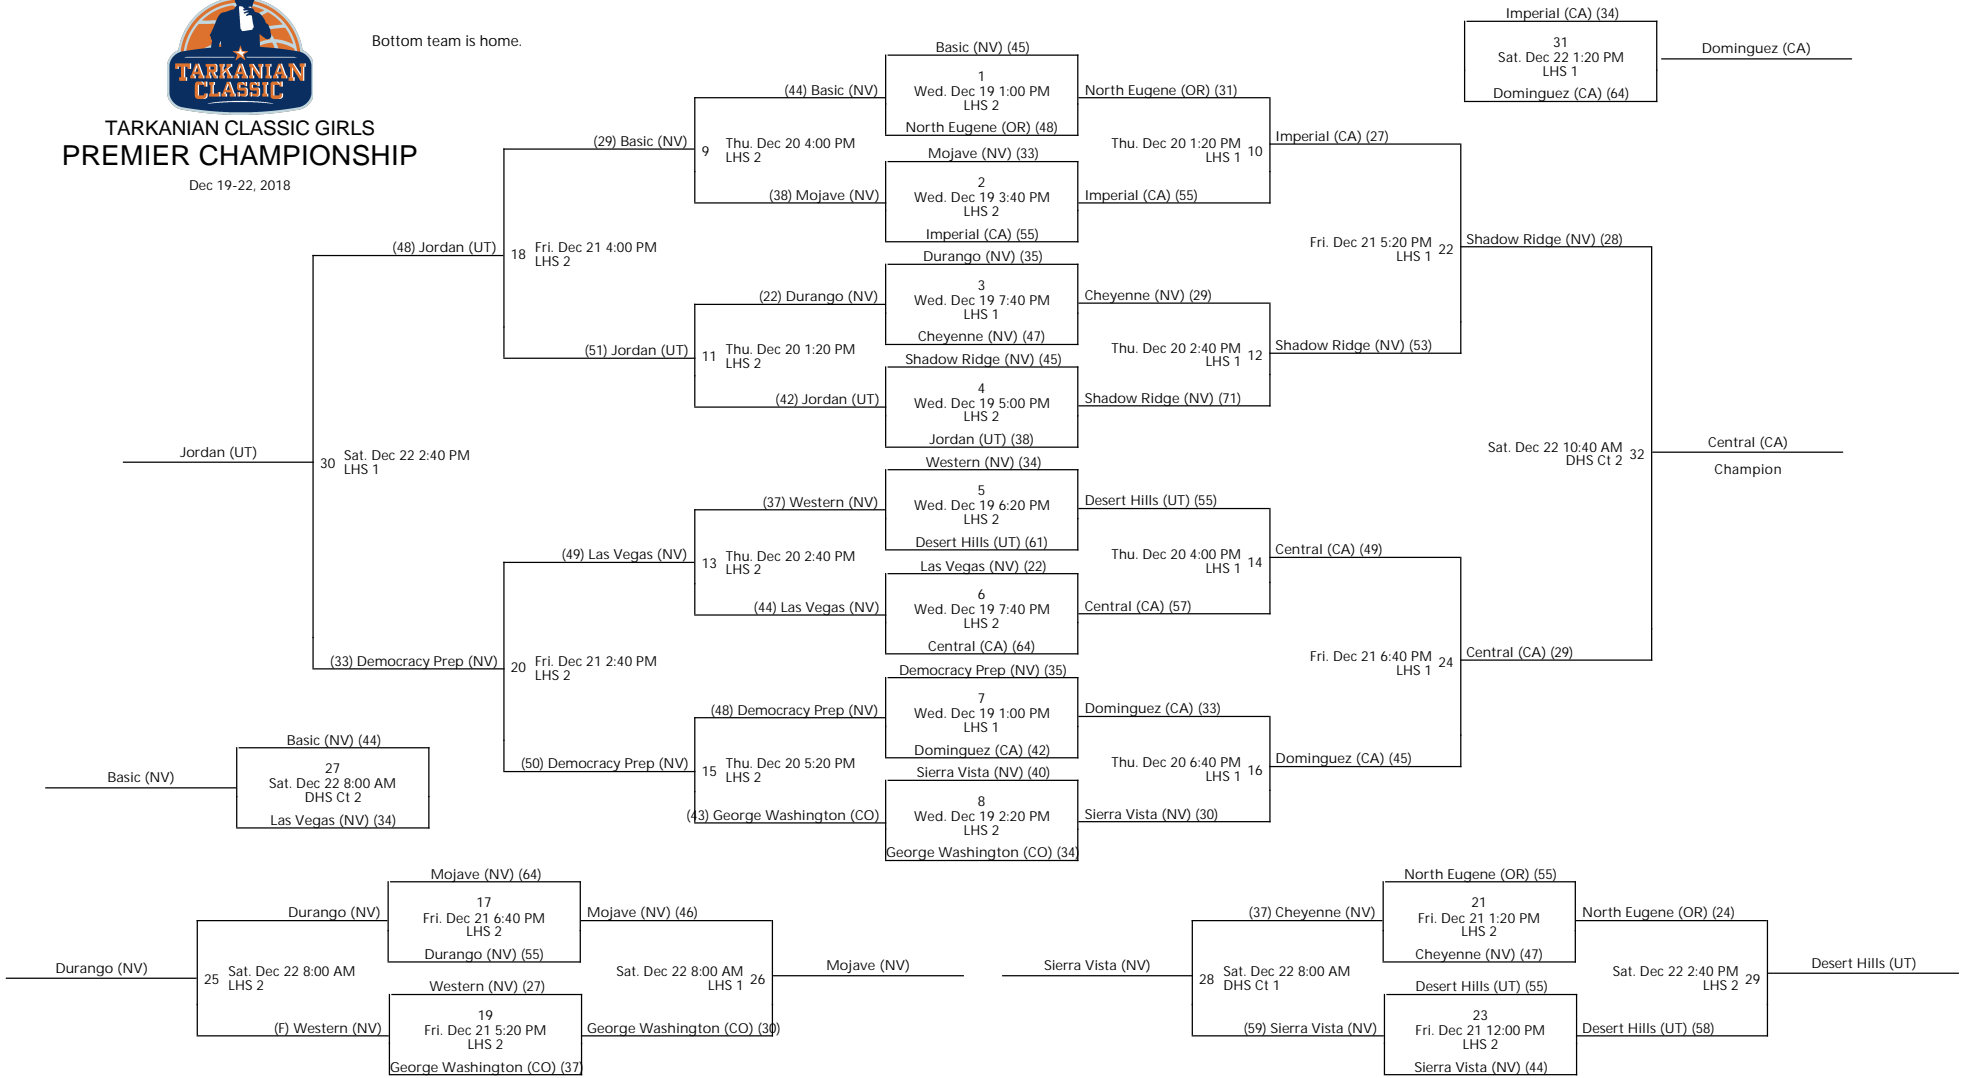 TARKANIAN
CLASSIC
TARKANIAN CLASSIC GIRLS
PREMIER CHAMPIONSHIP
Dec 19-22, 2018
Bottom team is home.
Basic (NV) (45)
1
Wed. Dec 19 1:00 PM
LHS 2
North Eugene (OR) (48)
Mojave (NV) (33)
2
Wed. Dec 19 3:40 PM
LHS 2
Imperial (CA) (55)
Durango (NV) (35)
3
Wed. Dec 19 7:40 PM
LHS 1
Cheyenne (NV) (47)
Shadow Ridge (NV) (45)
4
Wed. Dec 19 5:00 PM
LHS 2
Jordan (UT) (38)
Western (NV) (34)
5
Wed. Dec 19 6:20 PM
LHS 2
Desert Hills (UT) (61)
Las Vegas (NV) (22)
6
Wed. Dec 19 7:40 PM
LHS 2
Central (CA) (64)
Democracy Prep (NV) (35)
7
Wed. Dec 19 1:00 PM
LHS 1
Dominguez (CA) (42)
Sierra Vista (NV) (40)
8
Wed. Dec 19 2:20 PM
LHS 2
George Washington (CO) (34)
(44) Basic (NV)
9 Thu. Dec 20 4:00 PM
LHS 2
(38) Mojave (NV)
(22) Durango (NV)
11 Thu. Dec 20 1:20 PM
LHS 2
(42) Jordan (UT)
(37) Western (NV)
13 Thu. Dec 20 2:40 PM
LHS 2
(44) Las Vegas (NV)
(48) Democracy Prep (NV)
15 Thu. Dec 20 5:20 PM
LHS 2
(43) George Washington (CO)
(29) Basic (NV)
18 Fri. Dec 21 4:00 PM
LHS 2
(51) Jordan (UT)
(49) Las Vegas (NV)
20 Fri. Dec 21 2:40 PM
LHS 2
(50) Democracy Prep (NV)
(48) Jordan (UT)
30 Sat. Dec 22 2:40 PM
LHS 1
(33) Democracy Prep (NV)
Jordan (UT)
North Eugene (OR) (31)
Thu. Dec 20 1:20 PM 10
LHS 1
Imperial (CA) (55)
Cheyenne (NV) (29)
Thu. Dec 20 2:40 PM 12
LHS 1
Shadow Ridge (NV) (71)
Desert Hills (UT) (55)
Thu. Dec 20 4:00 PM 14
LHS 1
Central (CA) (57)
Dominguez (CA) (33)
Thu. Dec 20 6:40 PM 16
LHS 1
Sierra Vista (NV) (30)
Imperial (CA) (27)
Fri. Dec 21 5:20 PM 22
LHS 1
Shadow Ridge (NV) (53)
Central (CA) (49)
Fri. Dec 21 6:40 PM 24
LHS 1
Dominguez (CA) (45)
Shadow Ridge (NV) (28)
Sat. Dec 22 10:40 AM 32
DHS Ct 2
Central (CA) (29)
Central (CA)
Champion
Imperial (CA) (34)
31
Sat. Dec 22 1:20 PM
LHS 1
Dominguez (CA) (64)
Dominguez (CA)
Basic (NV) (44)
27
Sat. Dec 22 8:00 AM
DHS Ct 2
Las Vegas (NV) (34)
Basic (NV)
Mojave (NV) (64)
17
Fri. Dec 21 6:40 PM
LHS 2
Durango (NV) (55)
Western (NV) (27)
19
Fri. Dec 21 5:20 PM
LHS 2
George Washington (CO) (37)
Durango (NV)
25 Sat. Dec 22 8:00 AM
LHS 2
(F) Western (NV)
Durango (NV)
Mojave (NV) (46)
Sat. Dec 22 8:00 AM 26
LHS 1
George Washington (CO) (30)
Mojave (NV)
North Eugene (OR) (55)
21
Fri. Dec 21 1:20 PM
LHS 2
Cheyenne (NV) (47)
Desert Hills (UT) (55)
23
Fri. Dec 21 12:00 PM
LHS 2
Sierra Vista (NV) (44)
(37) Cheyenne (NV)
28 Sat. Dec 22 8:00 AM
DHS Ct 1
(59) Sierra Vista (NV)
Sierra Vista (NV)
North Eugene (OR) (24)
Sat. Dec 22 2:40 PM 29
LHS 2
Desert Hills (UT) (58)
Desert Hills (UT)